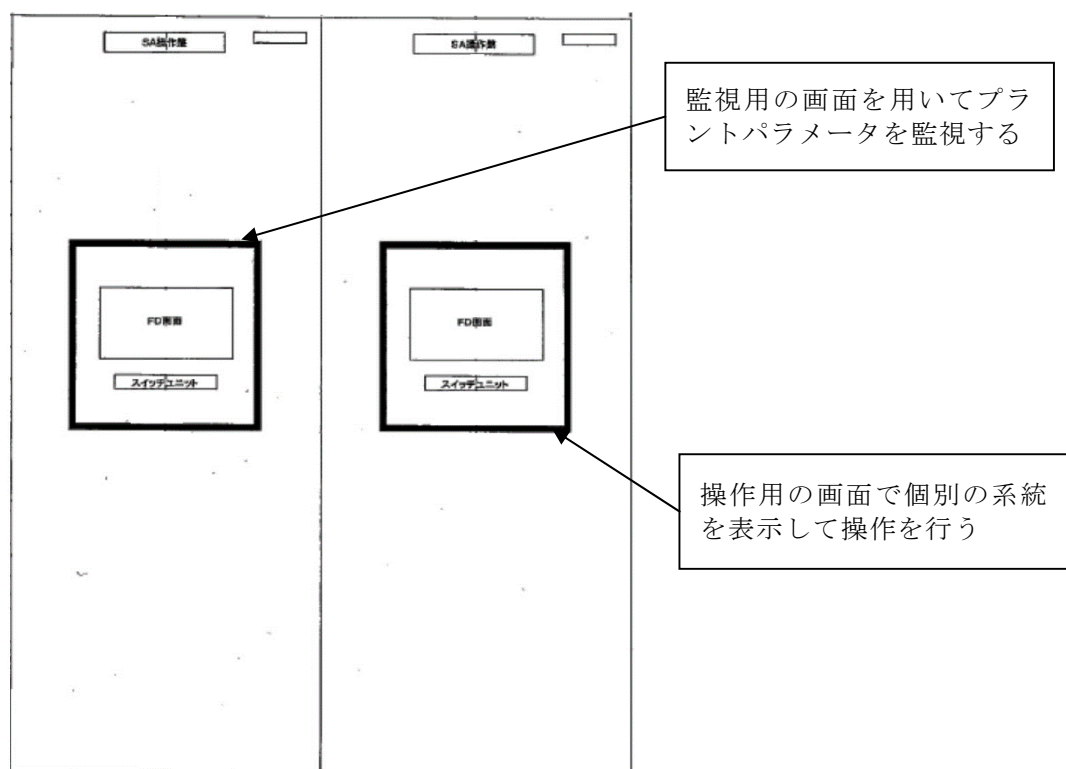 SA操作盤
SA操作盤
監視用の画面を用いてプラ
ントパラメータを監視する
FD画面
FD画面
スイッチユニット
スイッチユニット
操作用の画面で個別の系統
を表示して操作を行う